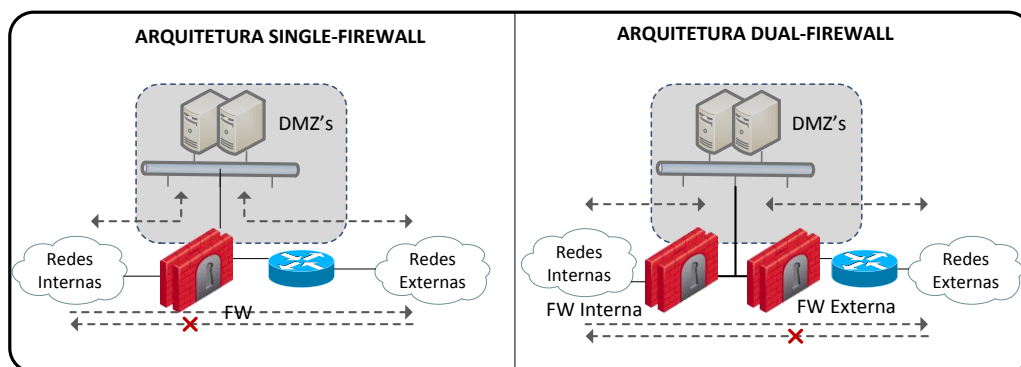 ARQUITETURA SINGLE-FIREWALL
DMZ's
Redes
Internas
Redes
Externas
FW
ARQUITETURA DUAL-FIREWALL
DMZ's
Redes
Internas
Redes
Externas
FW Interna
FW Externa